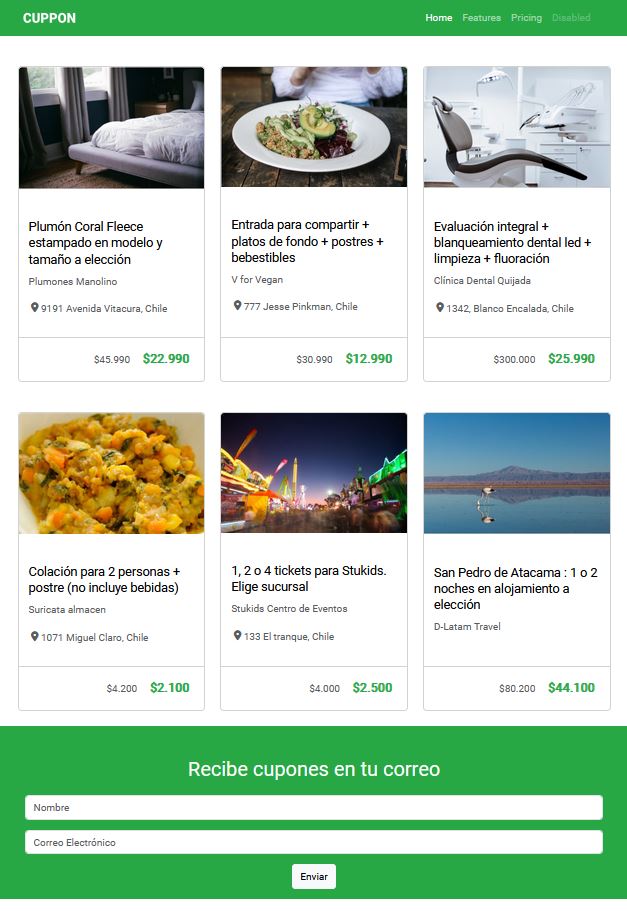 CUPPON
Home Features Pricing Disabled
Plumón Coral Fleece
estampado en modelo y
tamaño a elección
Plumones Manolino
9191 Avenida Vitacura, Chile
$45.990 $22.990
Entrada para compartir +
platos de fondo + postres +
bebestibles
V for Vegan
777 Jesse Pinkman, Chile
$30.990 $12.990
Evaluación integral +
blanqueamiento dental led +
limpieza + fluoración
Clínica Dental Quijada
1342, Blanco Encalada, Chile
$300.000 $25.990
Colación para 2 personas +
postre (no incluye bebidas)
Suricata almacen
1071 Miguel Claro, Chile
$4.200 $2.100
1, 2 o 4 tickets para Stukids.
Elige sucursal
Stukids Centro de Eventos
133 El tranque, Chile
$4.000 $2.500
San Pedro de Atacama : 1 o 2
noches en alojamiento a
elección
D-Latam Travel
$80.200 $44.100
Recibe cupones en tu correo
Nombre
Correo Electrónico
Enviar